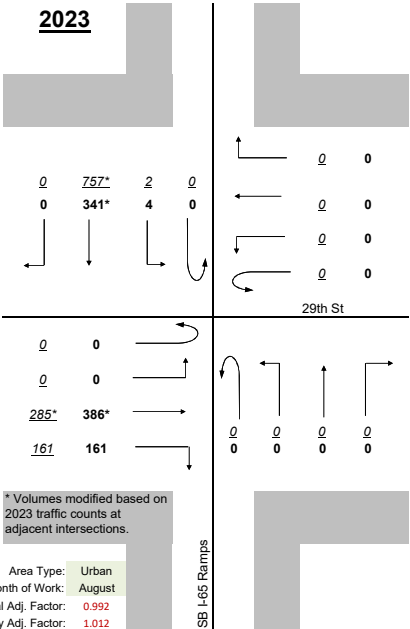 2023
0 757* 2 0
0 341* 4 0
0 0
0 0
0 0
0 0
29th St
0 0
0 0
285* 386*
161 161
0 0 0 0
0 0 0 0
* Volumes modified based on
2023 traffic counts at
adjacent intersections.
SB I-65 Ramps
Area Type: Urban
onth of Work: August
al Adj. Factor: 0.992
y Adj. Factor: 1.012